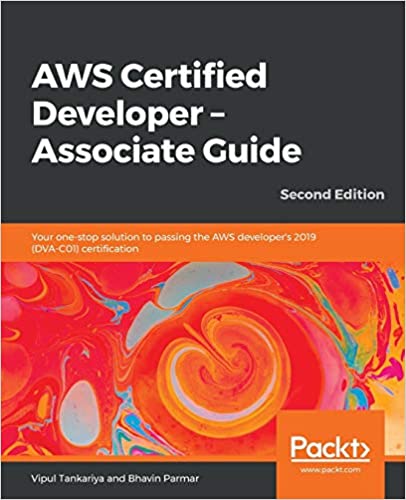 AWS Certified
Developer –
Associate Guide
Second Edition
Your one-stop solution to passing the AWS developer's 2019
(DVA-C01) certification
Packt>
www.packt.com
Vipul Tankariya and Bhavin Parmar